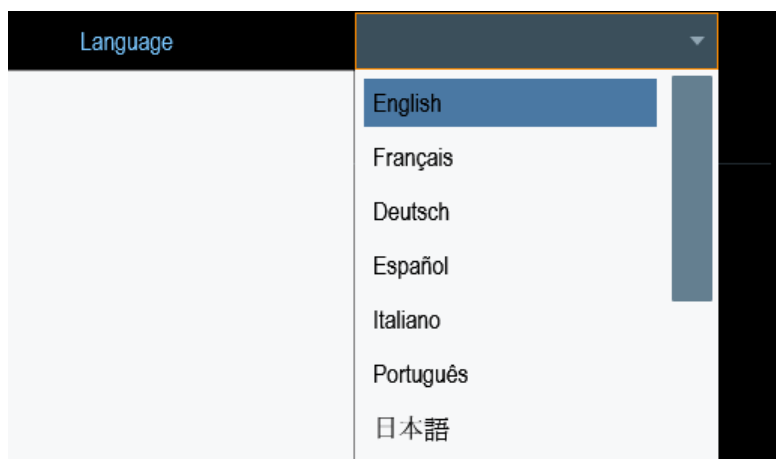 Language
English
Français
Deutsch
Español
Italiano
Português
日本語